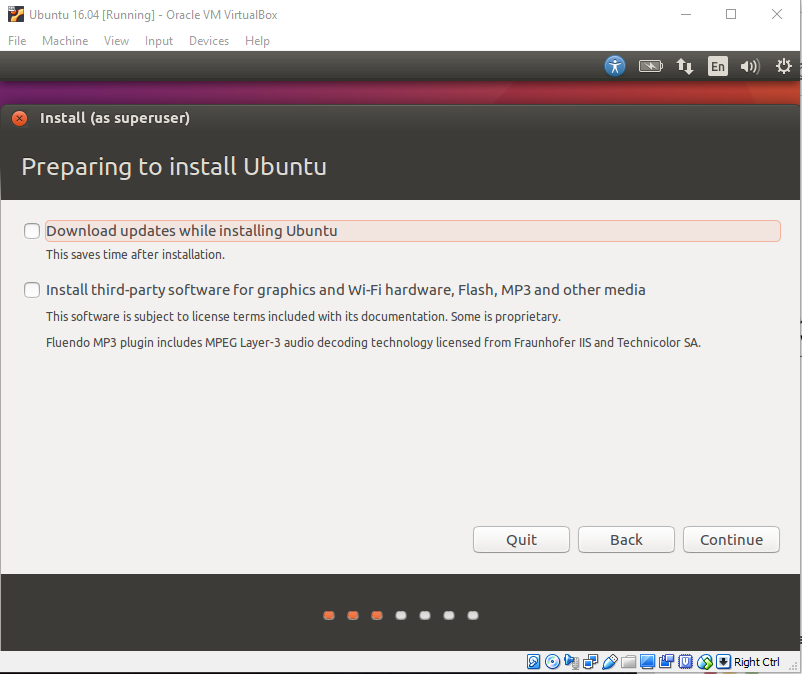 Ubuntu 16.04 [Running] - Oracle VM VirtualBox
File Machine View Input Devices Help
En
Install (as superuser)
Preparing to install Ubuntu
Download updates while installing Ubuntu
This saves time after installation.
Install third-party software for graphics and Wi-Fi hardware, Flash, MP3 and other media
This software is subject to license terms included with its documentation. Some is proprietary.
Fluendo MP3 plugin includes MPEG Layer-3 audio decoding technology licensed from Fraunhofer IIS and Technicolor SA.
Quit Back Continue
Right Ctrl